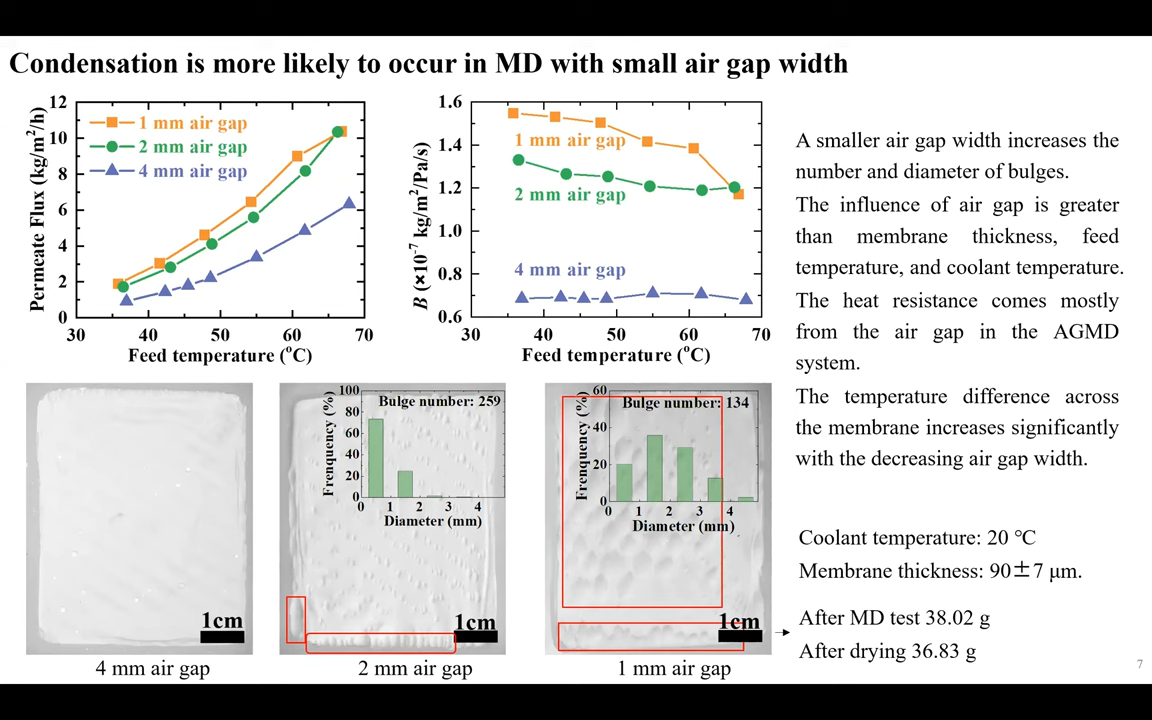 Condensation is more likely to occur in MD with small air gap width
12
10
8
6
4
2
0
Permeate Flux (kg/m²/h)
1 mm air gap
2 mm air gap
4 mm air gap
30 40 50 60 70
Feed temperature (°C)
1.6
1.4
1.2
1.0
0.8
0.6
B (×10⁻⁷ kg/m²/Pa/s)
1 mm air gap
2 mm air gap
4 mm air gap
30 40 50 60 70
Feed temperature (°C)
A smaller air gap width increases the
number and diameter of bulges.
The influence of air gap is greater
than membrane thickness, feed
temperature, and coolant temperature.
The heat resistance comes mostly
from the air gap in the AGMD
system.
The temperature difference across
the membrane increases significantly
with the decreasing air gap width.
1cm
4 mm air gap
100
80
60
40
20
0
Frenquency (%)
Bulge number: 259
0 1 2 3 4
Diameter (mm)
1cm
2 mm air gap
60
40
20
0
Frenquency (%)
Bulge number: 134
0 1 2 3 4
Diameter (mm)
1cm
1 mm air gap
Coolant temperature: 20 ℃
Membrane thickness: 90±7 μm.
After MD test 38.02 g
After drying 36.83 g
7